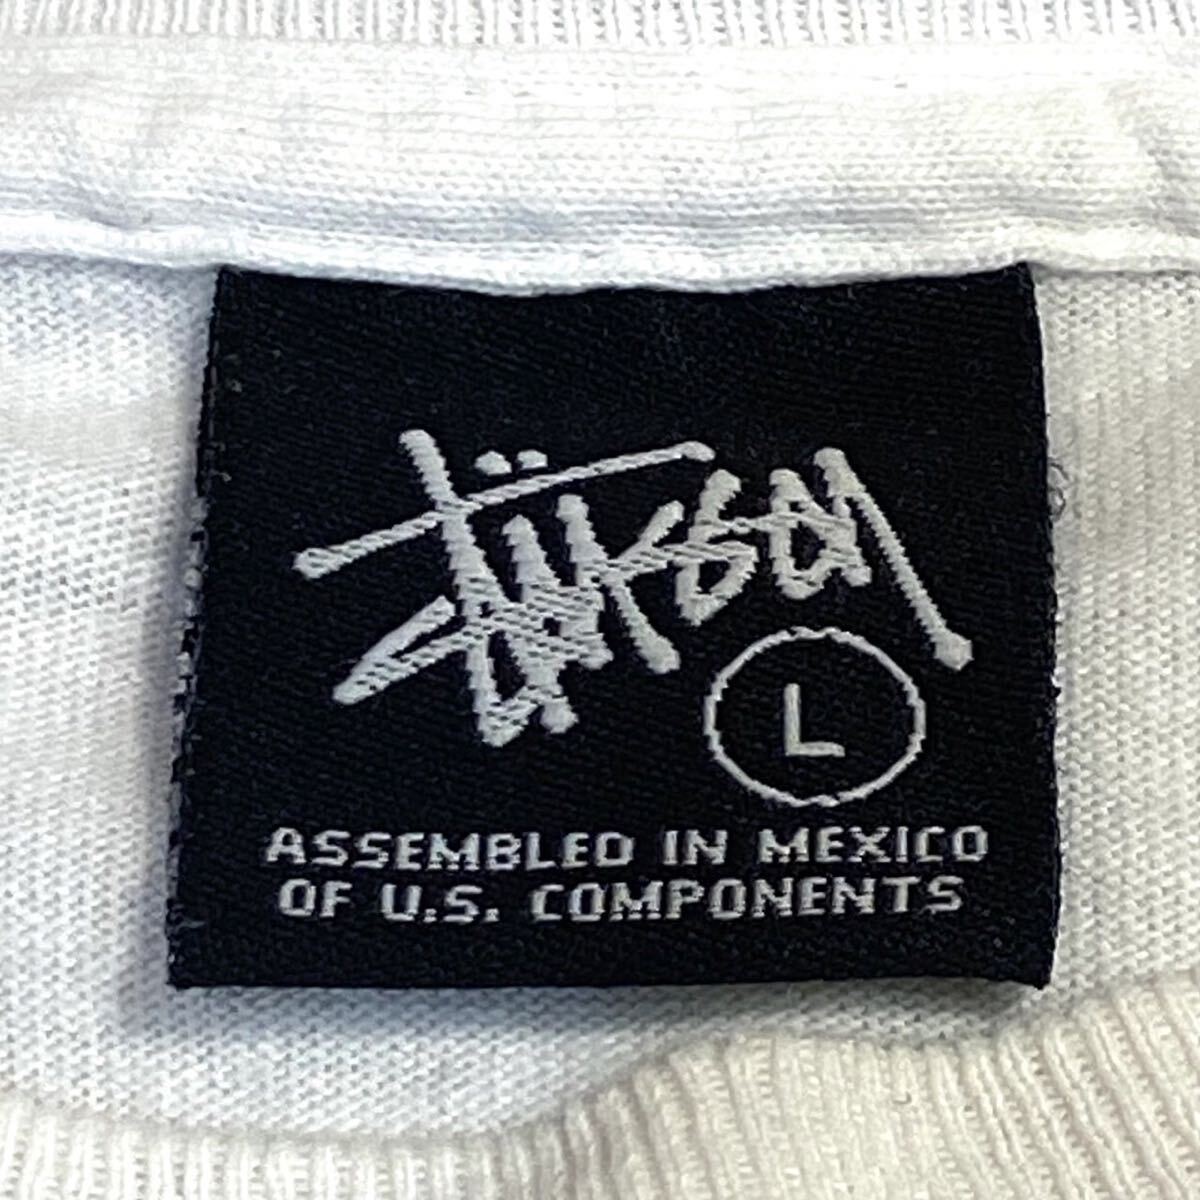 Stüssy
L
ASSEMBLED IN MEXICO
OF U.S. COMPONENTS